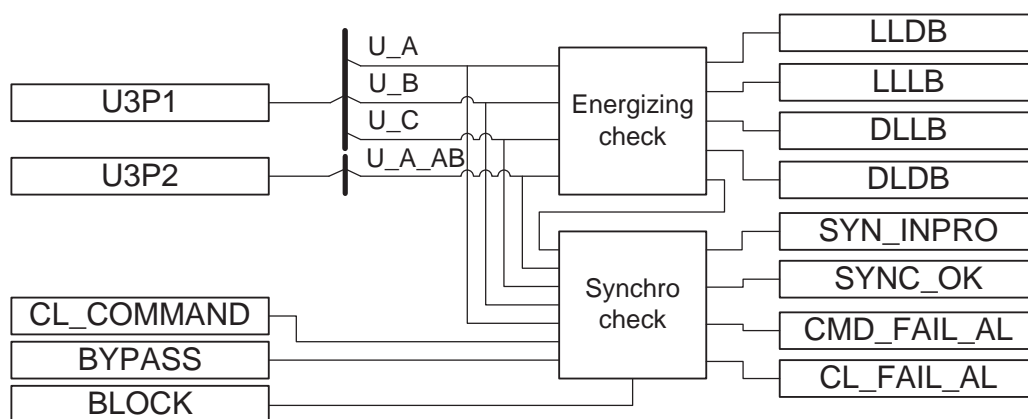 U3P1
U3P2
CL_COMMAND
BYPASS
BLOCK
U_A
U_B
U_C
U_A_AB
Energizing
check
Synchro
check
LLDB
LLLB
DLLB
DLDB
SYN_INPRO
SYNC_OK
CMD_FAIL_AL
CL_FAIL_AL